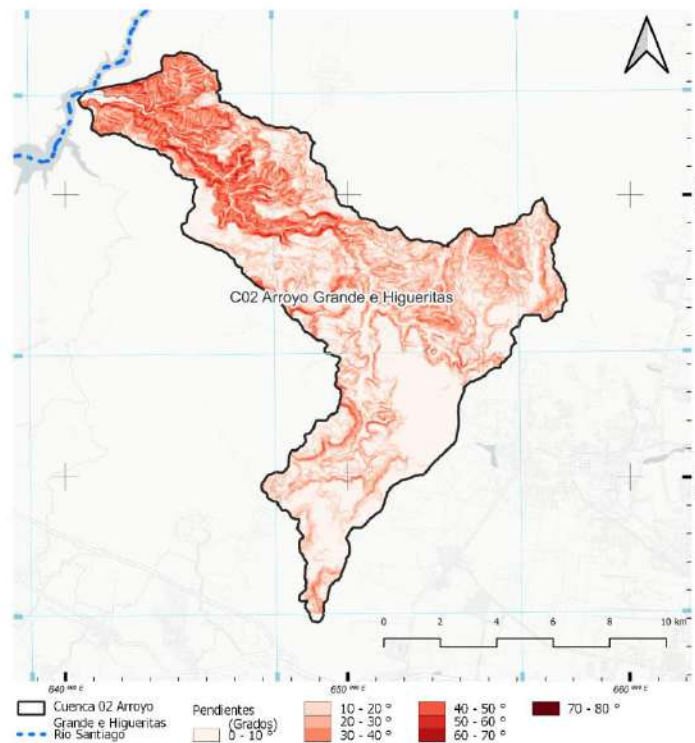 C02 Arroyo Grande e Higueritas
0 2 4 6 8 10 km
640 000 E 650 000 E 660 000 E
Cuenca 02 Arroyo
Grande e Higueritas
Rio Santiago
Pendientes
(Grados)
0 - 10 °
10 - 20 °
20 - 30 °
30 - 40 °
40 - 50 °
50 - 60 °
60 - 70 °
70 - 80 °